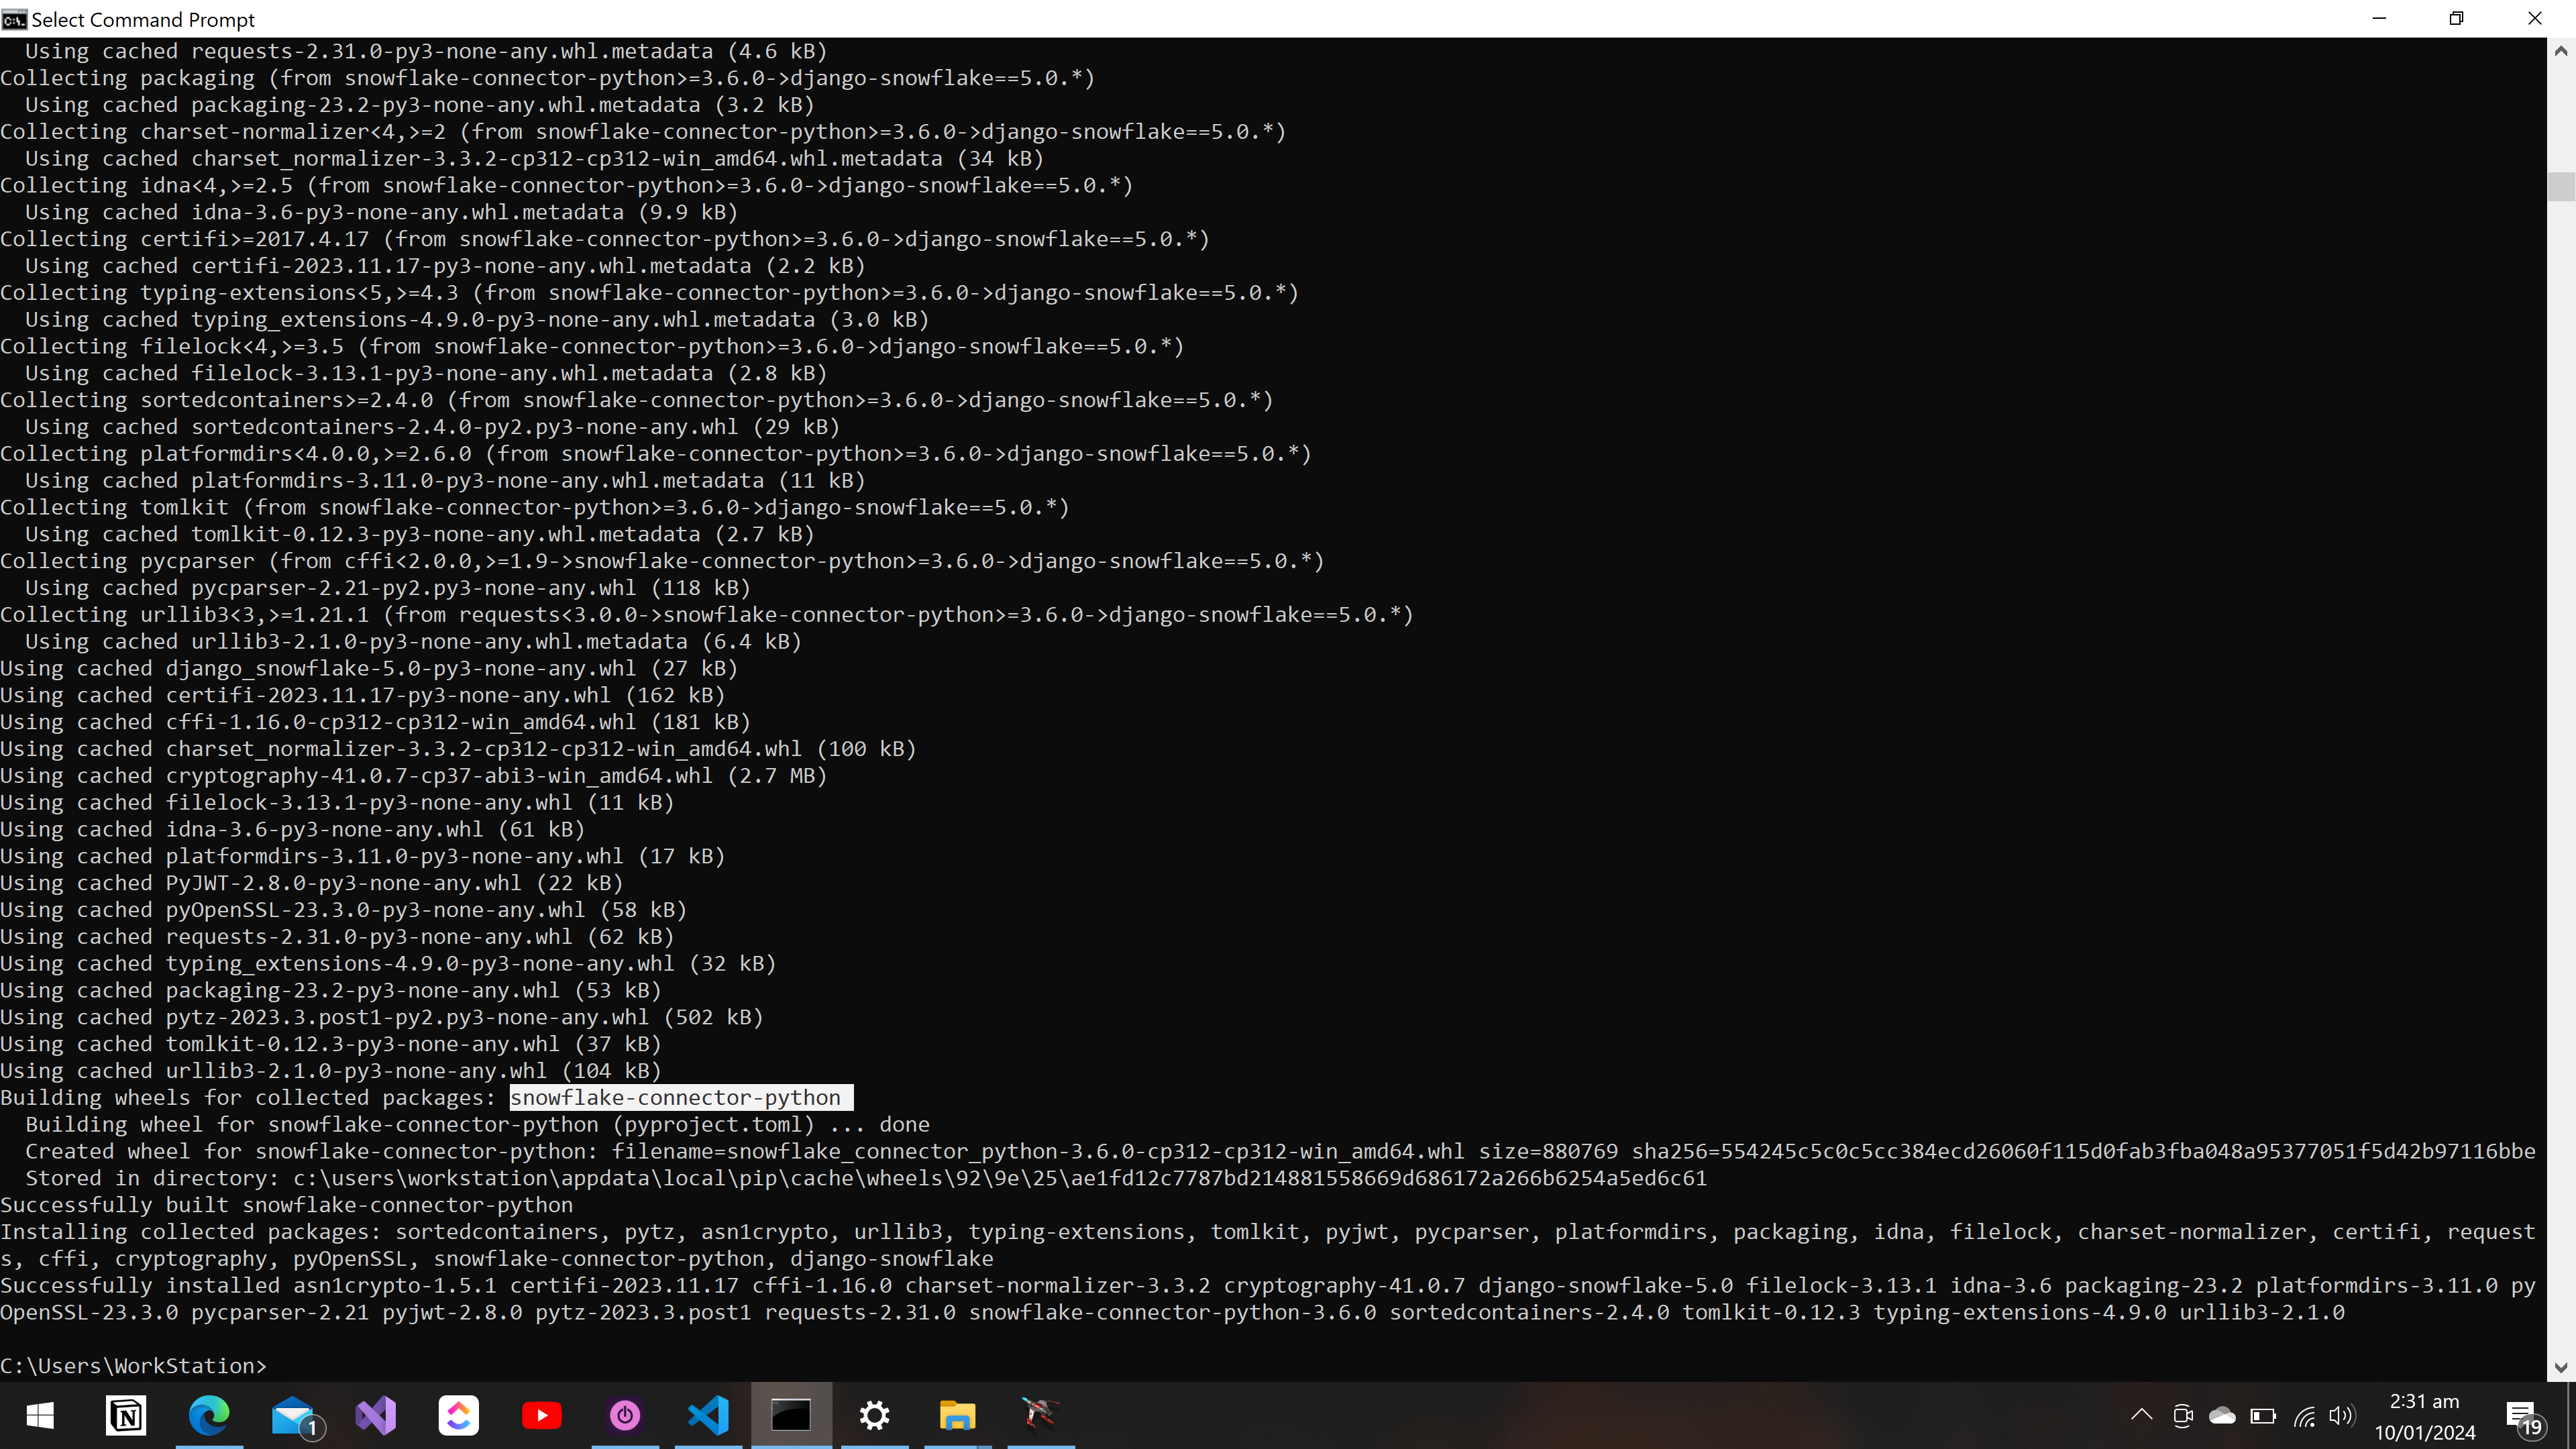 Select Command Prompt
  Using cached requests-2.31.0-py3-none-any.whl.metadata (4.6 kB)
Collecting packaging (from snowflake-connector-python>=3.6.0->django-snowflake==5.0.*)
  Using cached packaging-23.2-py3-none-any.whl.metadata (3.2 kB)
Collecting charset-normalizer<4,>=2 (from snowflake-connector-python>=3.6.0->django-snowflake==5.0.*)
  Using cached charset_normalizer-3.3.2-cp312-cp312-win_amd64.whl.metadata (34 kB)
Collecting idna<4,>=2.5 (from snowflake-connector-python>=3.6.0->django-snowflake==5.0.*)
  Using cached idna-3.6-py3-none-any.whl.metadata (9.9 kB)
Collecting certifi>=2017.4.17 (from snowflake-connector-python>=3.6.0->django-snowflake==5.0.*)
  Using cached certifi-2023.11.17-py3-none-any.whl.metadata (2.2 kB)
Collecting typing-extensions<5,>=4.3 (from snowflake-connector-python>=3.6.0->django-snowflake==5.0.*)
  Using cached typing_extensions-4.9.0-py3-none-any.whl.metadata (3.0 kB)
Collecting filelock<4,>=3.5 (from snowflake-connector-python>=3.6.0->django-snowflake==5.0.*)
  Using cached filelock-3.13.1-py3-none-any.whl.metadata (2.8 kB)
Collecting sortedcontainers>=2.4.0 (from snowflake-connector-python>=3.6.0->django-snowflake==5.0.*)
  Using cached sortedcontainers-2.4.0-py2.py3-none-any.whl (29 kB)
Collecting platformdirs<4.0.0,>=2.6.0 (from snowflake-connector-python>=3.6.0->django-snowflake==5.0.*)
  Using cached platformdirs-3.11.0-py3-none-any.whl.metadata (11 kB)
Collecting tomlkit (from snowflake-connector-python>=3.6.0->django-snowflake==5.0.*)
  Using cached tomlkit-0.12.3-py3-none-any.whl.metadata (2.7 kB)
Collecting pycparser (from cffi<2.0.0,>=1.9->snowflake-connector-python>=3.6.0->django-snowflake==5.0.*)
  Using cached pycparser-2.21-py2.py3-none-any.whl (118 kB)
Collecting urllib3<3,>=1.21.1 (from requests<3.0.0->snowflake-connector-python>=3.6.0->django-snowflake==5.0.*)
  Using cached urllib3-2.1.0-py3-none-any.whl.metadata (6.4 kB)
Using cached django_snowflake-5.0-py3-none-any.whl (27 kB)
Using cached certifi-2023.11.17-py3-none-any.whl (162 kB)
Using cached cffi-1.16.0-cp312-cp312-win_amd64.whl (181 kB)
Using cached charset_normalizer-3.3.2-cp312-cp312-win_amd64.whl (100 kB)
Using cached cryptography-41.0.7-cp37-abi3-win_amd64.whl (2.7 MB)
Using cached filelock-3.13.1-py3-none-any.whl (11 kB)
Using cached idna-3.6-py3-none-any.whl (61 kB)
Using cached platformdirs-3.11.0-py3-none-any.whl (17 kB)
Using cached PyJWT-2.8.0-py3-none-any.whl (22 kB)
Using cached pyOpenSSL-23.3.0-py3-none-any.whl (58 kB)
Using cached requests-2.31.0-py3-none-any.whl (62 kB)
Using cached typing_extensions-4.9.0-py3-none-any.whl (32 kB)
Using cached packaging-23.2-py3-none-any.whl (53 kB)
Using cached pytz-2023.3.post1-py2.py3-none-any.whl (502 kB)
Using cached tomlkit-0.12.3-py3-none-any.whl (37 kB)
Using cached urllib3-2.1.0-py3-none-any.whl (104 kB)
Building wheels for collected packages: snowflake-connector-python
  Building wheel for snowflake-connector-python (pyproject.toml) ... done
  Created wheel for snowflake-connector-python: filename=snowflake_connector_python-3.6.0-cp312-cp312-win_amd64.whl size=880769 sha256=554245c5c0c5cc384ecd26060f115d0fab3fba048a95377051f5d42b97116bbe
  Stored in directory: c:\users\workstation\appdata\local\pip\cache\wheels\92\9e\25\ae1fd12c7787bd214881558669d686172a266b6254a5ed6c61
Successfully built snowflake-connector-python
Installing collected packages: sortedcontainers, pytz, asn1crypto, urllib3, typing-extensions, tomlkit, pyjwt, pycparser, platformdirs, packaging, idna, filelock, charset-normalizer, certifi, request
s, cffi, cryptography, pyOpenSSL, snowflake-connector-python, django-snowflake
Successfully installed asn1crypto-1.5.1 certifi-2023.11.17 cffi-1.16.0 charset-normalizer-3.3.2 cryptography-41.0.7 django-snowflake-5.0 filelock-3.13.1 idna-3.6 packaging-23.2 platformdirs-3.11.0 py
OpenSSL-23.3.0 pycparser-2.21 pyjwt-2.8.0 pytz-2023.3.post1 requests-2.31.0 snowflake-connector-python-3.6.0 sortedcontainers-2.4.0 tomlkit-0.12.3 typing-extensions-4.9.0 urllib3-2.1.0
C:\Users\WorkStation>
1
2:31 am
10/01/2024
19